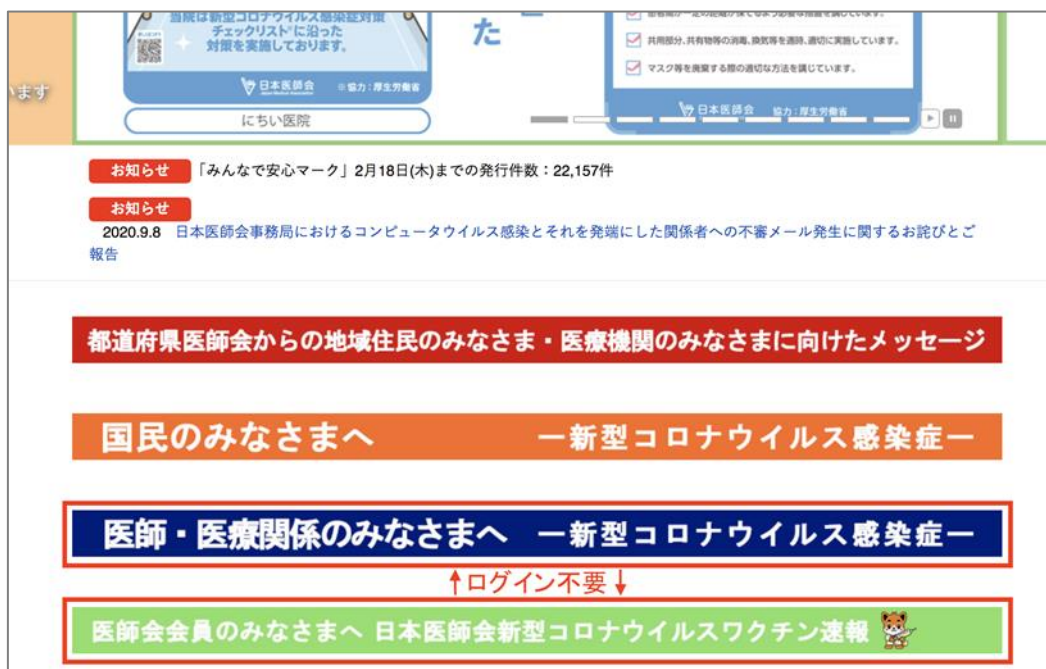 当院は新型コロナウイルス感染症対策
チェックリスト※に沿った
対策を実施しております。
日本医師会
Japan Medical Association
※協力:厚生労働省
にちい医院
います
た
共用部分、共有物等の消毒、換気等を適時、適切に実施しています。
マスク等を廃棄する際の適切な方法を講じています。
日本医師会 協力:厚生労働省
お知らせ 「みんなで安心マーク」2月18日(木)までの発行件数:22,157件
お知らせ
2020.9.8 日本医師会事務局におけるコンピュータウイルス感染とそれを発端にした関係者への不審メール発生に関するお詫びとご
報告
都道府県医師会からの地域住民のみなさま・医療機関のみなさまに向けたメッセージ
国民のみなさまへ ー新型コロナウイルス感染症ー
医師・医療関係のみなさまへ ー新型コロナウイルス感染症ー
↑ログイン不要↓
医師会会員のみなさまへ 日本医師会新型コロナウイルスワクチン速報